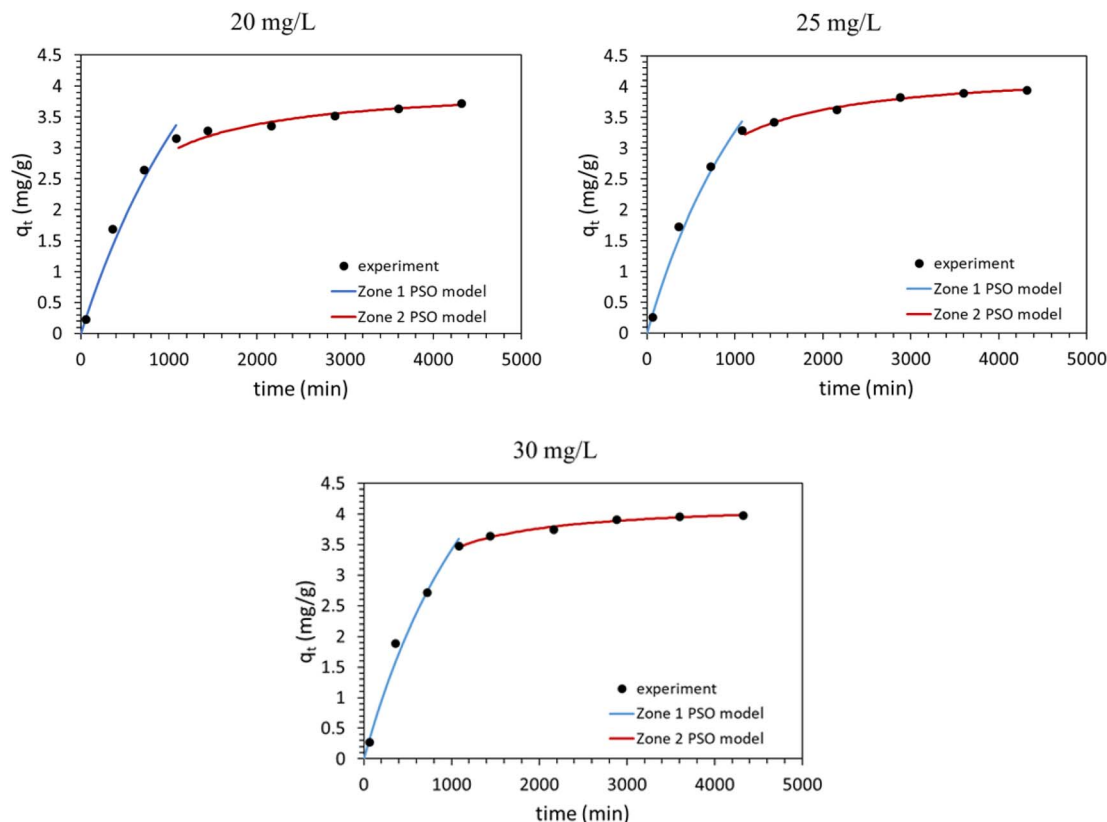 20 mg/L
4.5
4
3.5
3
2.5
2
1.5
1
0.5
0
qt (mg/g)
experiment
Zone 1 PSO model
Zone 2 PSO model
0 1000 2000 3000 4000 5000
time (min)
25 mg/L
4.5
4
3.5
3
2.5
2
1.5
1
0.5
0
qt (mg/g)
experiment
Zone 1 PSO model
Zone 2 PSO model
0 1000 2000 3000 4000 5000
time (min)
30 mg/L
4.5
4
3.5
3
2.5
2
1.5
1
0.5
0
qt (mg/g)
experiment
Zone 1 PSO model
Zone 2 PSO model
0 1000 2000 3000 4000 5000
time (min)